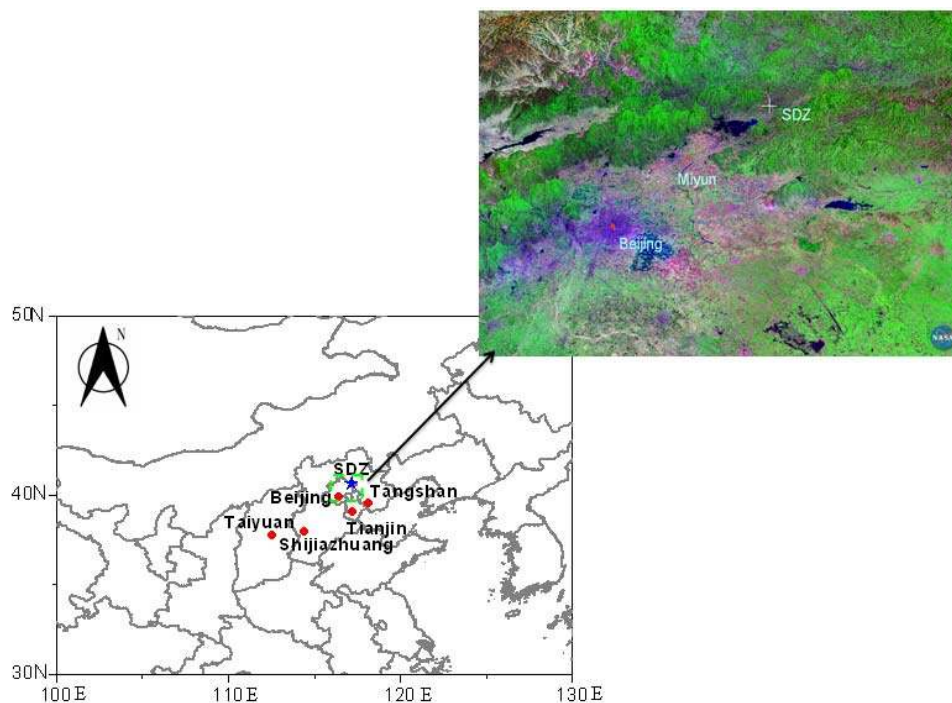 SDZ
Miyun
Beijing
NASA
50N
N
SDZ
Beijing
Tangshan
40N
Taiyuan
Tianjin
Shijiazhuang
30N
100 E
110 E
120 E
130 E